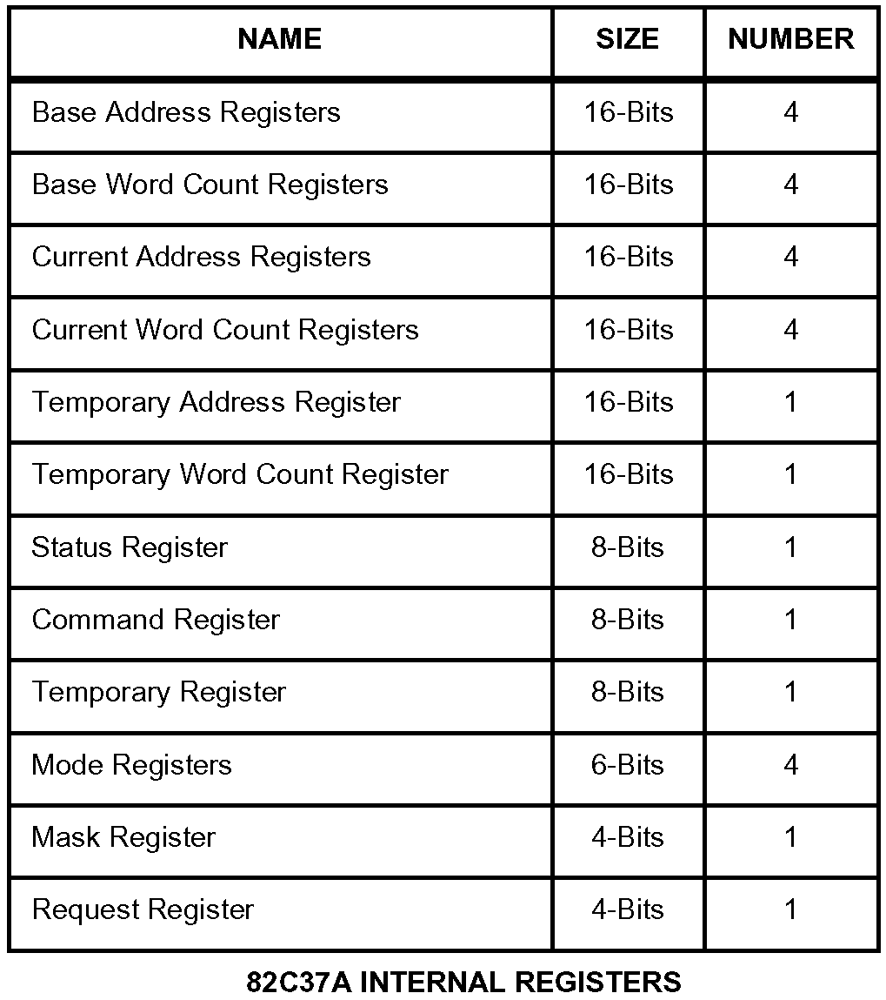 NAME SIZE NUMBER
Base Address Registers 16-Bits 4
Base Word Count Registers 16-Bits 4
Current Address Registers 16-Bits 4
Current Word Count Registers 16-Bits 4
Temporary Address Register 16-Bits 1
Temporary Word Count Register 16-Bits 1
Status Register 8-Bits 1
Command Register 8-Bits 1
Temporary Register 8-Bits 1
Mode Registers 6-Bits 4
Mask Register 4-Bits 1
Request Register 4-Bits 1
82C37A INTERNAL REGISTERS